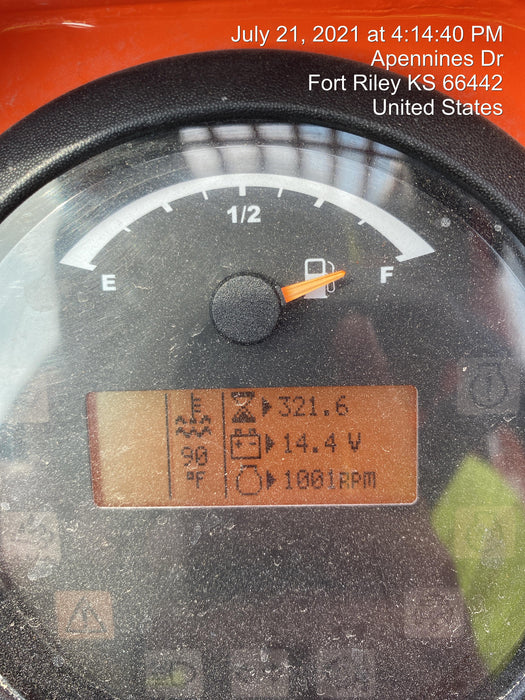 July 21, 2021 at 4:14:40 PM
Apennines Dr
Fort Riley KS 66442
United States
1/2
E
F
321.6
14.4 V
90
1001RPM
°F